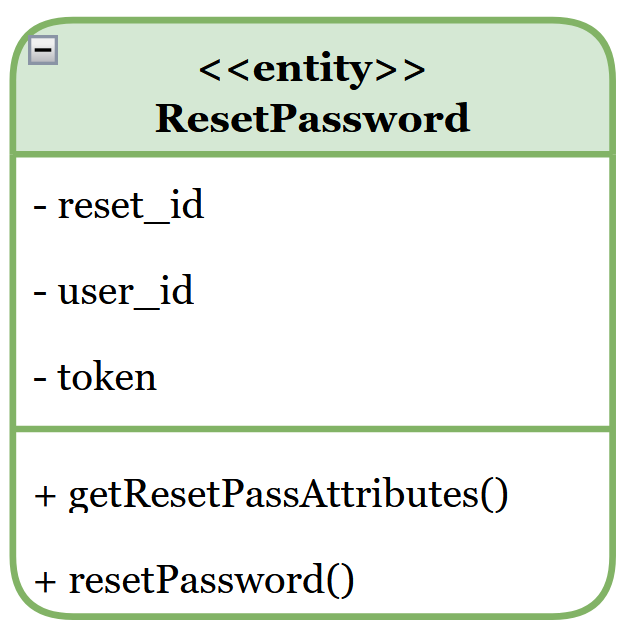 <<entity>>
ResetPassword
- reset_id
- user_id
- token
+ getResetPassAttributes()
+ resetPassword()